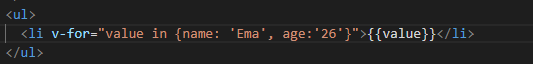 <ul>
<li v-for="value in {name: 'Ema', age:'26'}">{{value}}</li>
</ul>